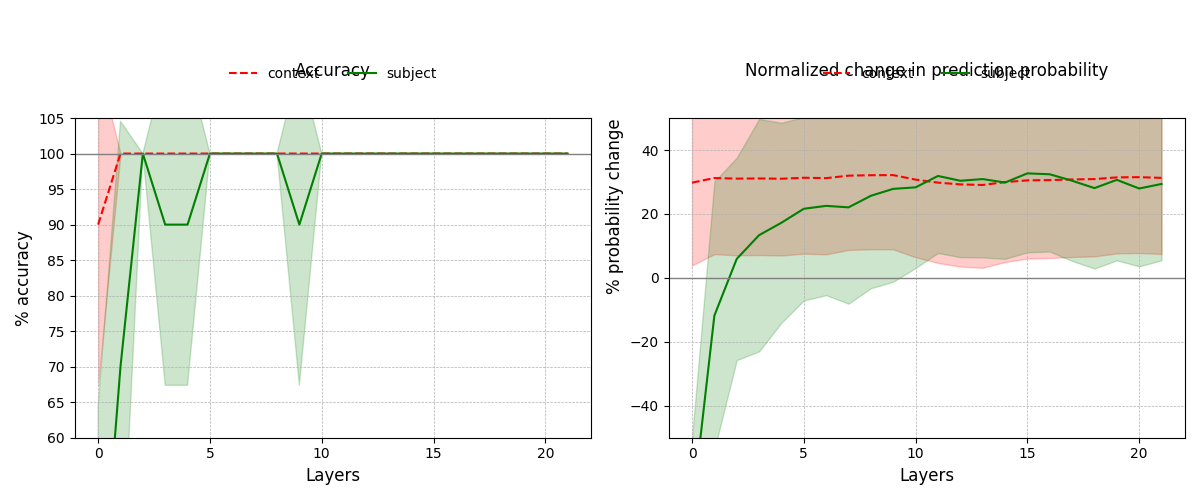 Accuracy
context subject
105
100
95
90
85
80
75
70
65
60
% accuracy
0 5 10 15 20
Layers
Normalized change in prediction probability
context subject
40
20
0
−20
−40
% probability change
0 5 10 15 20
Layers